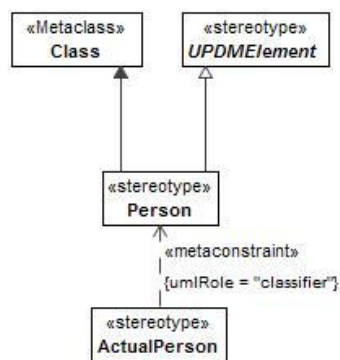 «Metaclass»
Class
«stereotype»
UPDMElement
«stereotype»
Person
«metaconstraint»
{umlRole = "classifier"}
«stereotype»
ActualPerson